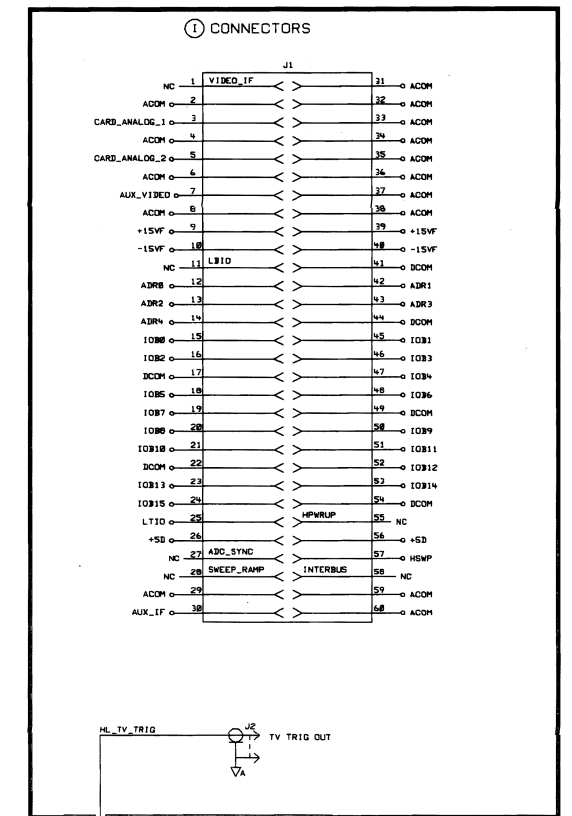 I CONNECTORS
J1
NC 1 VIDEO_IF 31 ACOM
ACOM 2 32 ACOM
CARD_ANALOG_1 3 33 ACOM
ACOM 4 34 ACOM
CARD_ANALOG_2 5 35 ACOM
ACOM 6 36 ACOM
AUX_VIDEO 7 37 ACOM
ACOM 8 38 ACOM
+15VF 9 39 +15VF
-15VF 10 40 -15VF
NC 11 LBIO 41 DCOM
ADR0 12 42 ADR1
ADR2 13 43 ADR3
ADR4 14 44 DCOM
IOB0 15 45 IOB1
IOB2 16 46 IOB3
DCOM 17 47 IOB4
IOB5 18 48 IOB6
IOB7 19 49 DCOM
IOB8 20 50 IOB9
IOB10 21 51 IOB11
DCOM 22 52 IOB12
IOB13 23 53 IOB14
IOB15 24 54 DCOM
LTIO 25 HPWRUP 55 NC
+5D 26 56 +5D
NC 27 ADC_SYNC 57 HSWP
NC 28 SWEEP_RAMP INTERBUS 58 NC
ACOM 29 59 ACOM
AUX_IF 30 60 ACOM
HL_TV_TRIG J2 TV TRIG OUT
A